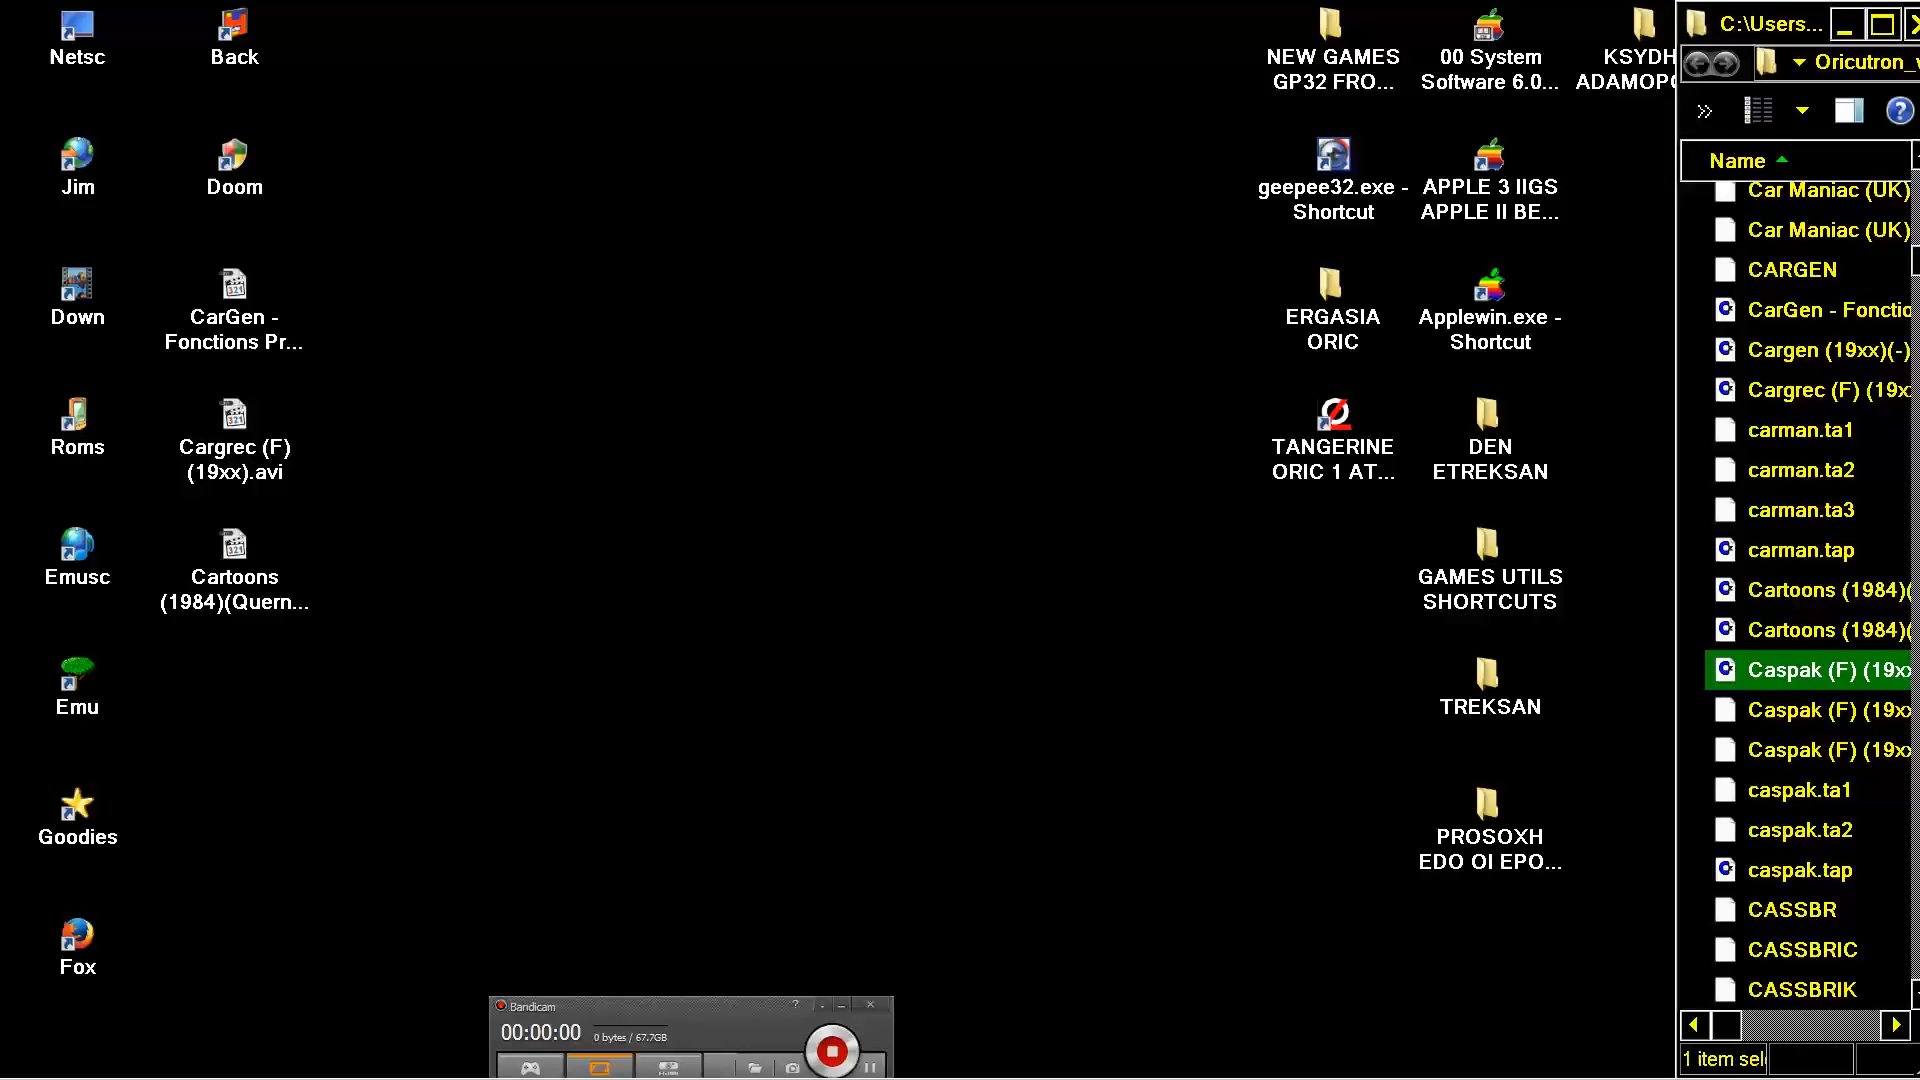 Netsc
Back
Jim
Doom
Down
CarGen -
Fonctions Pr...
Roms
Cargrec (F)
(19xx).avi
Emusc
Cartoons
(1984)(Quern...
Emu
Goodies
Fox
NEW GAMES
GP32 FRO...
00 System
Software 6.0...
KSYDH
ADAMOPO
geepee32.exe -
Shortcut
APPLE 3 IIGS
APPLE II BE...
ERGASIA
ORIC
Applewin.exe -
Shortcut
TANGERINE
ORIC 1 AT...
DEN
ETREKSAN
GAMES UTILS
SHORTCUTS
TREKSAN
PROSOXH
EDO OI EPO...
C:\Users...
Oricutron_
Name
Car Maniac (UK)
Car Maniac (UK)
CARGEN
CarGen - Fonctio
Cargen (19xx)(-)
Cargrec (F) (19x
carman.ta1
carman.ta2
carman.ta3
carman.tap
Cartoons (1984)(
Cartoons (1984)(
Caspak (F) (19xx
Caspak (F) (19xx
Caspak (F) (19xx
caspak.ta1
caspak.ta2
caspak.tap
CASSBR
CASSBRIC
CASSBRIK
1 item sel
Bandicam
00:00:00
0 bytes / 67.7GB